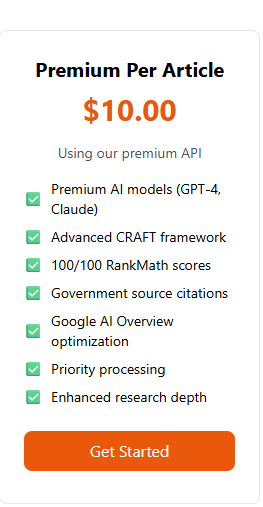 Premium Per Article
$10.00
Using our premium API
Premium AI models (GPT-4,
Claude)
Advanced CRAFT framework
100/100 RankMath scores
Government source citations
Google AI Overview
optimization
Priority processing
Enhanced research depth
Get Started